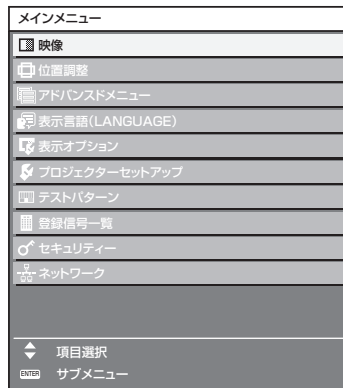 メインメニュー
映像
位置調整
アドバンスドメニュー
表示言語(LANGUAGE)
表示オプション
プロジェクターセットアップ
テストパターン
登録信号一覧
セキュリティー
ネットワーク
項目選択
ENTER サブメニュー